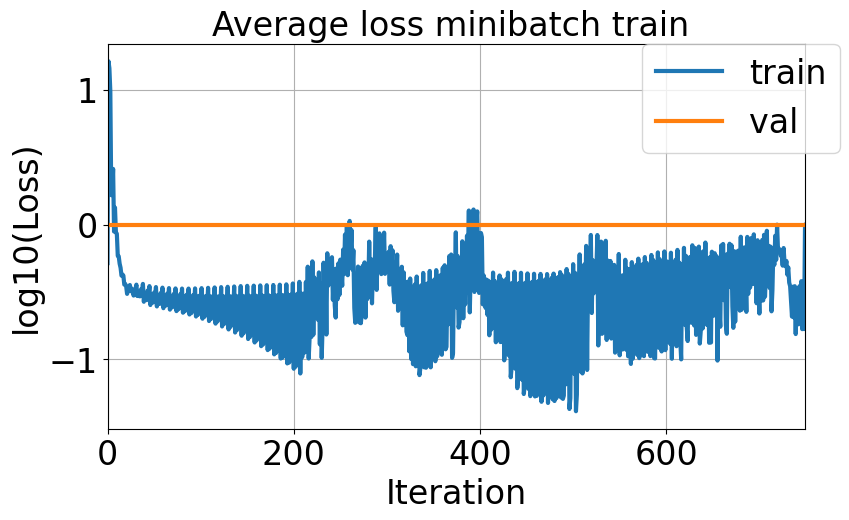 Average loss minibatch train
train
val
log10(Loss)
1
0
−1
0
200
400
600
Iteration